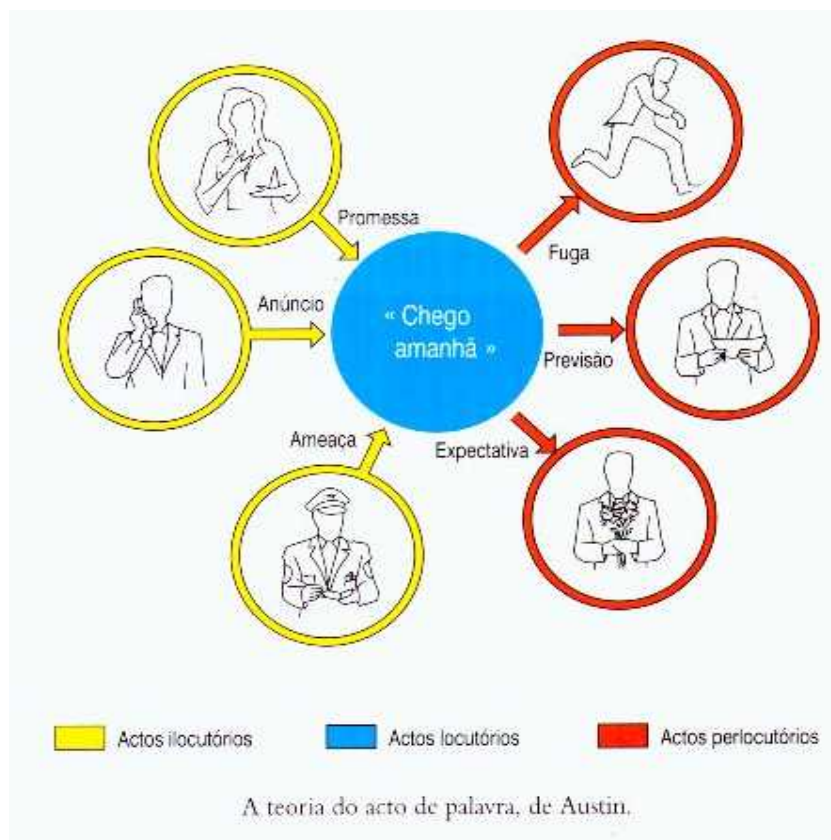 Promessa
Fuga
Anúncio
« Chego
amanhã »
Previsão
Ameaça
Expectativa
Actos ilocutórios
Actos locutórios
Actos perlocutórios
A teoria do acto de palavra, de Austin.